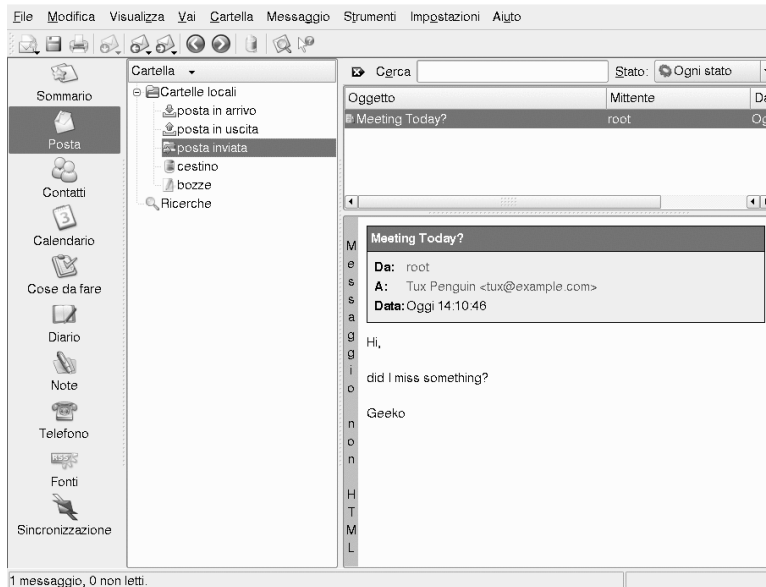 File Modifica Visualizza Vai Cartella Messaggio Strumenti Impostazioni Aiuto
Sommario
Posta
Contatti
Calendario
Cose da fare
Diario
Note
Telefono
Fonti
Sincronizzazione
Cartella
Cartelle locali
posta in arrivo
posta in uscita
posta inviata
cestino
bozze
Ricerche
Cerca Stato: Ogni stato
Oggetto Mittente Da
Meeting Today? root Og
Messaggio non HTML
Meeting Today?
Da: root
A: Tux Penguin <tux@example.com>
Data: Oggi 14:10:46
Hi,
did I miss something?
Geeko
1 messaggio, 0 non letti.